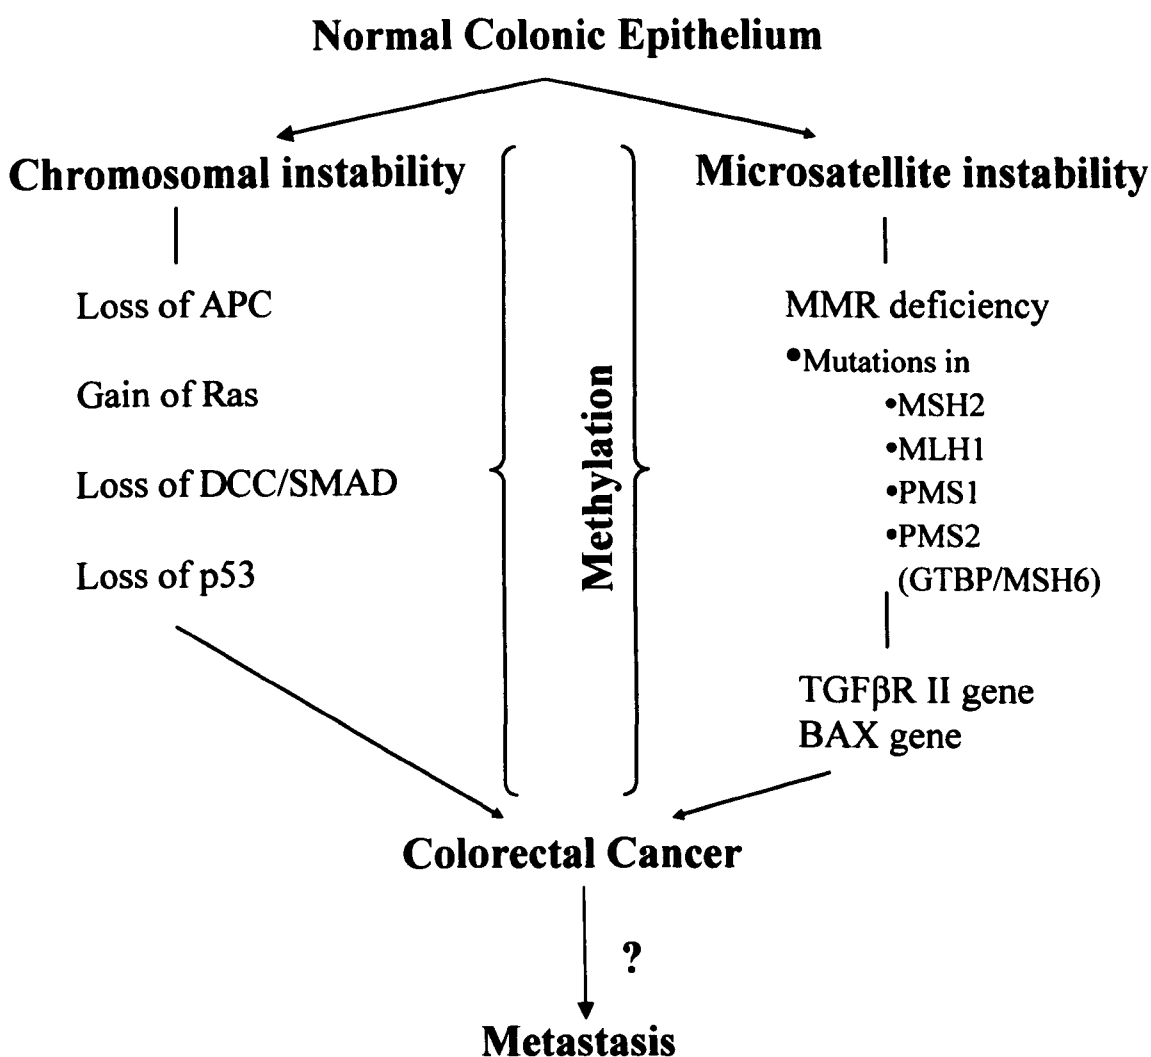 Normal Colonic Epithelium
Chromosomal instability
Loss of APC
Gain of Ras
Loss of DCC/SMAD
Loss of p53
Methylation
Microsatellite instability
MMR deficiency
•Mutations in
•MSH2
•MLH1
•PMS1
•PMS2
(GTBP/MSH6)
TGFβR II gene
BAX gene
Colorectal Cancer
?
Metastasis